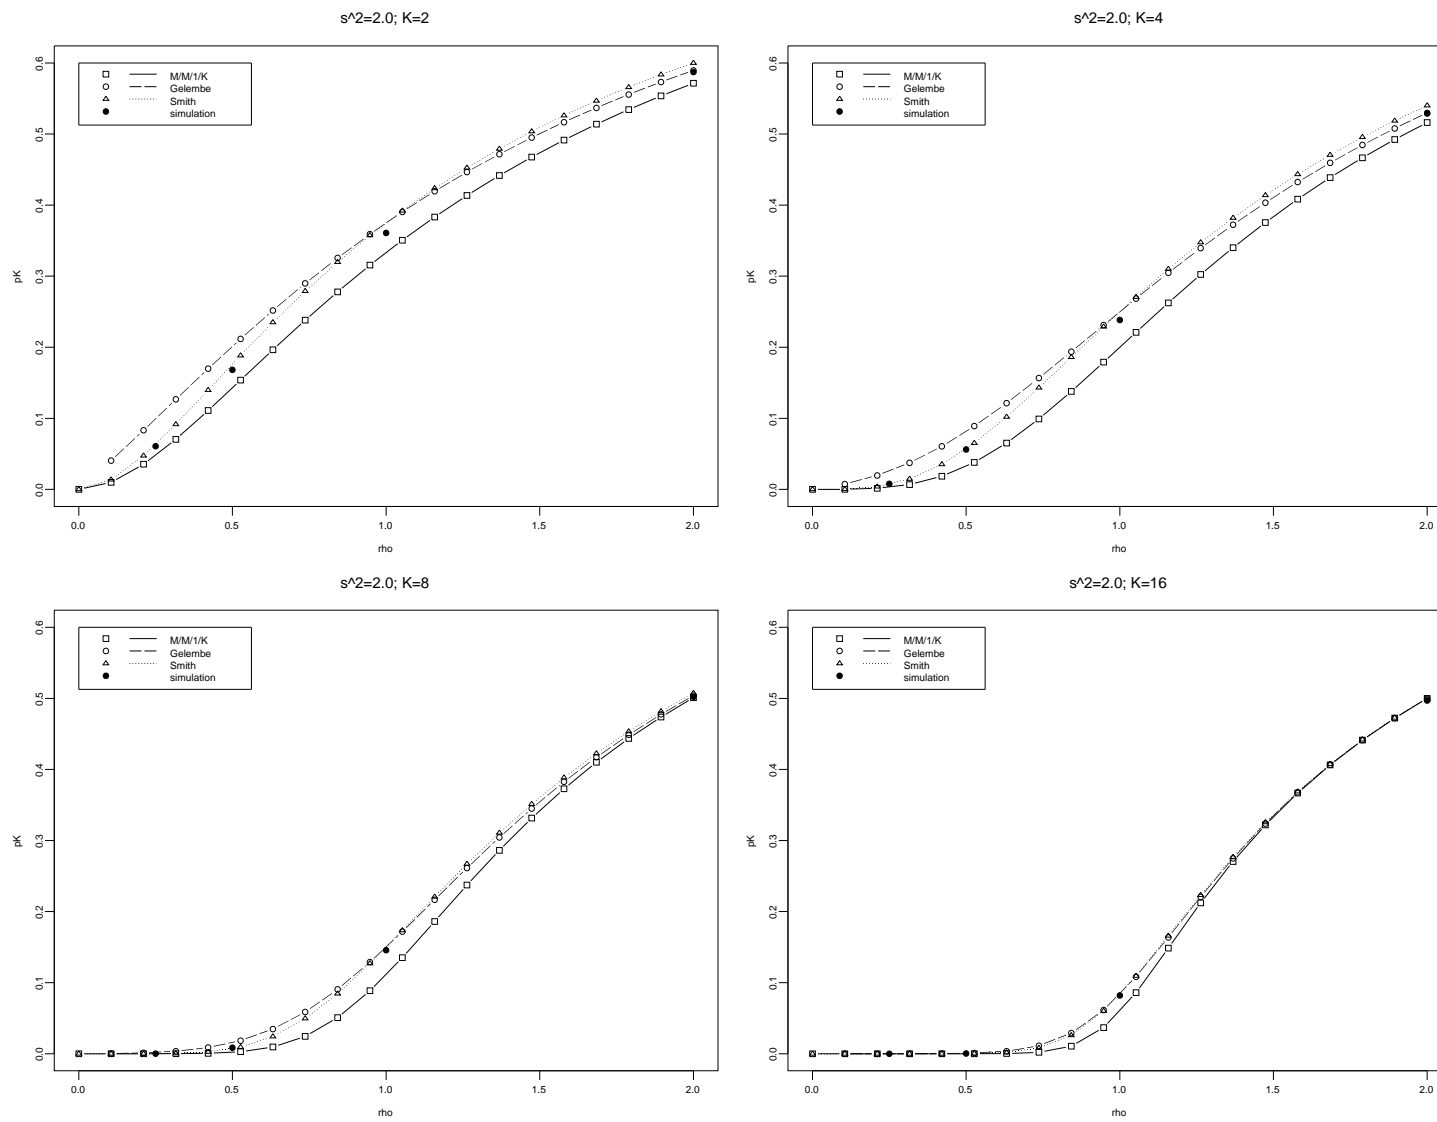 s^2=2.0; K=2
0.6
0.5
0.4
0.3
0.2
0.1
0.0
pK
M/M/1/K
Gelembe
Smith
simulation
0.0 0.5 1.0 1.5 2.0
rho
s^2=2.0; K=4
0.6
0.5
0.4
0.3
0.2
0.1
0.0
pK
M/M/1/K
Gelembe
Smith
simulation
0.0 0.5 1.0 1.5 2.0
rho
s^2=2.0; K=8
0.6
0.5
0.4
0.3
0.2
0.1
0.0
pK
M/M/1/K
Gelembe
Smith
simulation
0.0 0.5 1.0 1.5 2.0
rho
s^2=2.0; K=16
0.6
0.5
0.4
0.3
0.2
0.1
0.0
pK
M/M/1/K
Gelembe
Smith
simulation
0.0 0.5 1.0 1.5 2.0
rho